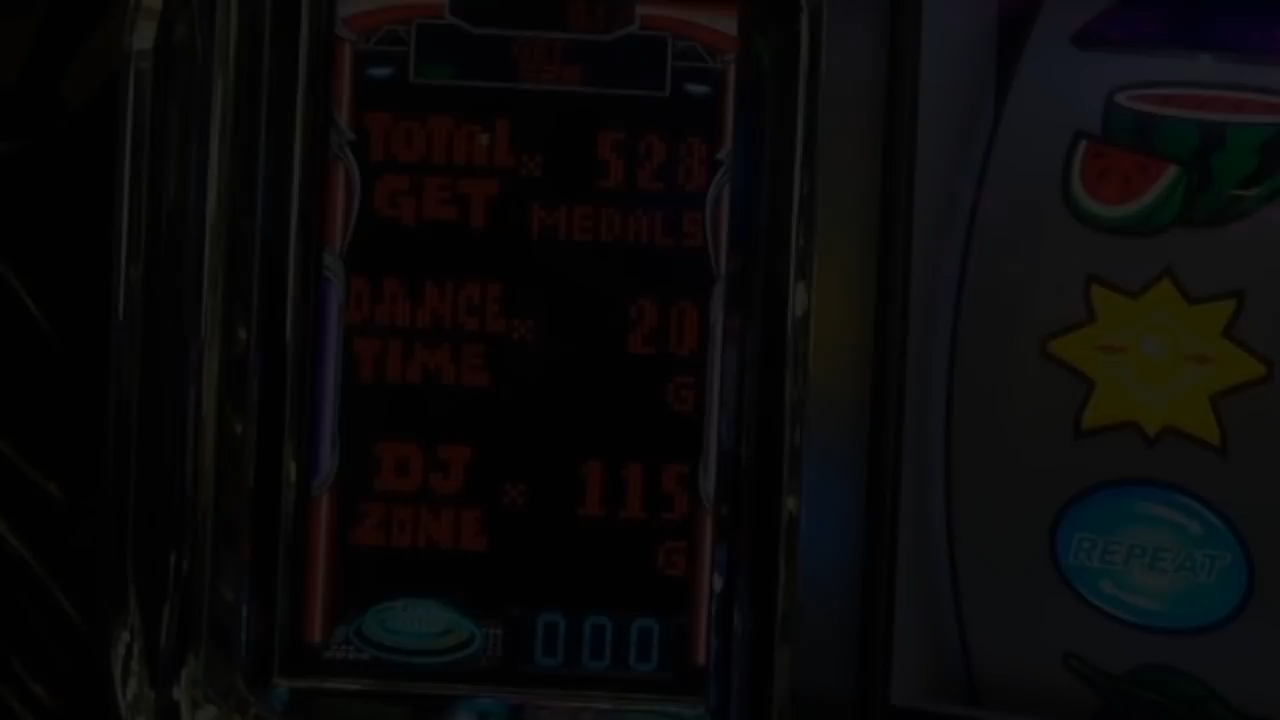 TOTAL
GET
× 528
MEDALS
DANCE
TIME
× 20
G
DJ
ZONE
× 115
G
000
REPEAT